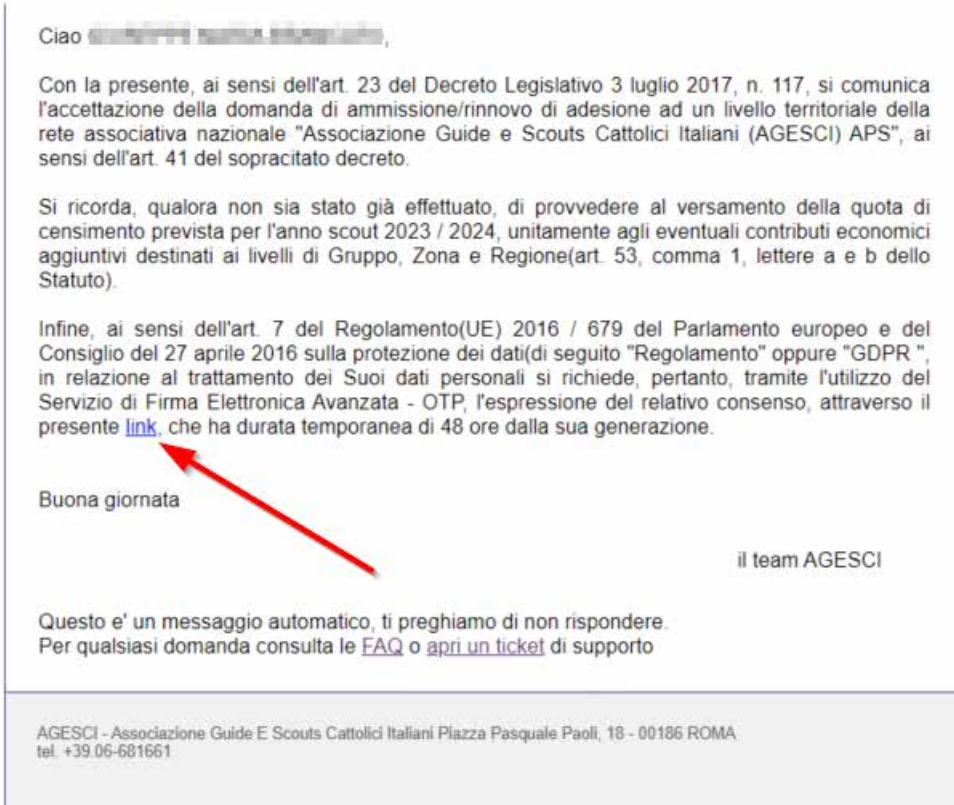 Ciao
Con la presente, ai sensi dell'art. 23 del Decreto Legislativo 3 luglio 2017, n. 117, si comunica
l'accettazione della domanda di ammissione/rinnovo di adesione ad un livello territoriale della
rete associativa nazionale "Associazione Guide e Scouts Cattolici Italiani (AGESCI) APS", ai
sensi dell'art. 41 del sopracitato decreto.
Si ricorda, qualora non sia stato già effettuato, di provvedere al versamento della quota di
censimento prevista per l'anno scout 2023 / 2024, unitamente agli eventuali contributi economici
aggiuntivi destinati ai livelli di Gruppo, Zona e Regione(art. 53, comma 1, lettere a e b dello
Statuto).
Infine, ai sensi dell'art. 7 del Regolamento(UE) 2016 / 679 del Parlamento europeo e del
Consiglio del 27 aprile 2016 sulla protezione dei dati(di seguito "Regolamento" oppure "GDPR ",
in relazione al trattamento dei Suoi dati personali si richiede, pertanto, tramite l'utilizzo del
Servizio di Firma Elettronica Avanzata - OTP, l'espressione del relativo consenso, attraverso il
presente link, che ha durata temporanea di 48 ore dalla sua generazione.
Buona giornata
il team AGESCI
Questo e' un messaggio automatico, ti preghiamo di non rispondere.
Per qualsiasi domanda consulta le FAQ o apri un ticket di supporto
AGESCI - Associazione Guide E Scouts Cattolici Italiani Piazza Pasquale Paoli, 18 - 00186 ROMA
tel. +39.06-681661